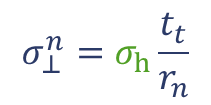 σ⊥ⁿ = σₕ tₜ / rₙ